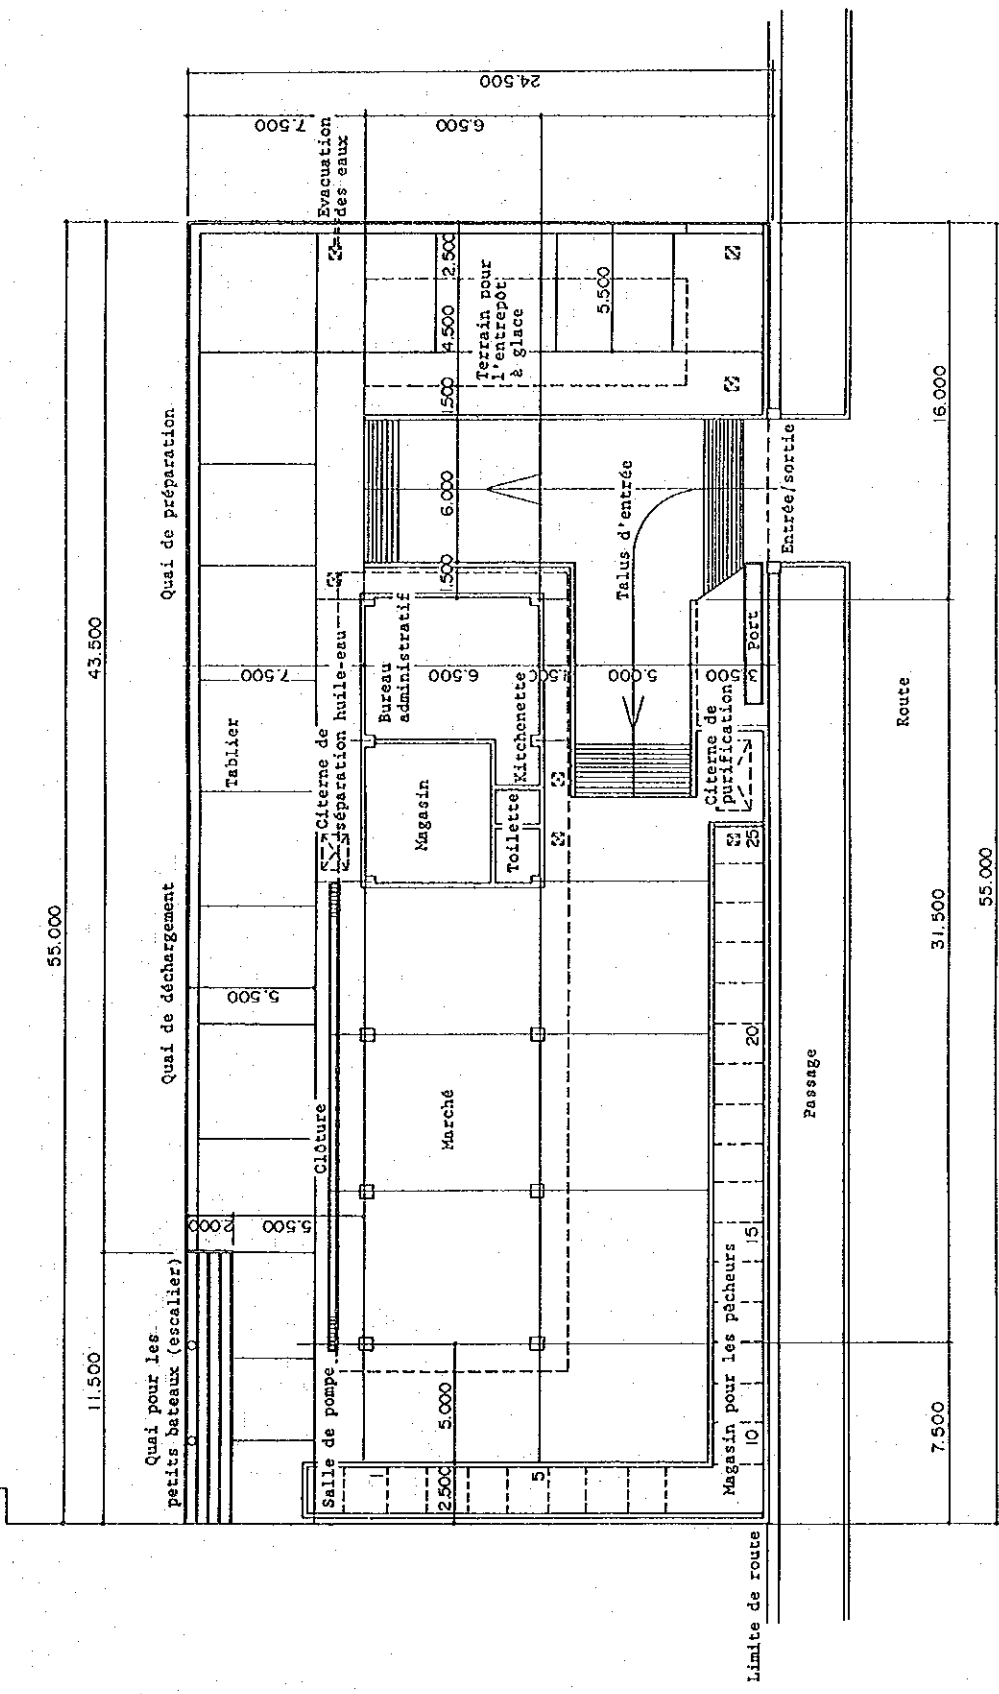 55.000
11.500
43.500
Quai pour les
petits bateaux (escalier)
Quai de déchargement
Quai de préparation
2.000
5.500
5.500
7.500
7.500
24.500
Tablier
Salle de pompe
Clôture
Citerne de
séparation huile-eau
Evacuation
des eaux
1
5
2.500
5.000
Marché
Magasin
Toilette
Kitchenette
Bureau
administratif
6.500
6.500
1.500
6.000
1.500
4.500
2.500
Terrain pour
l'entrepôt
à glace
5.500
Talus d'entrée
5.000
3.500
Magasin pour les pêcheurs
10
15
20
25
Citerne de
purification
Port
Entrée/sortie
Limite de route
Passage
Route
7.500
31.500
16.000
55.000